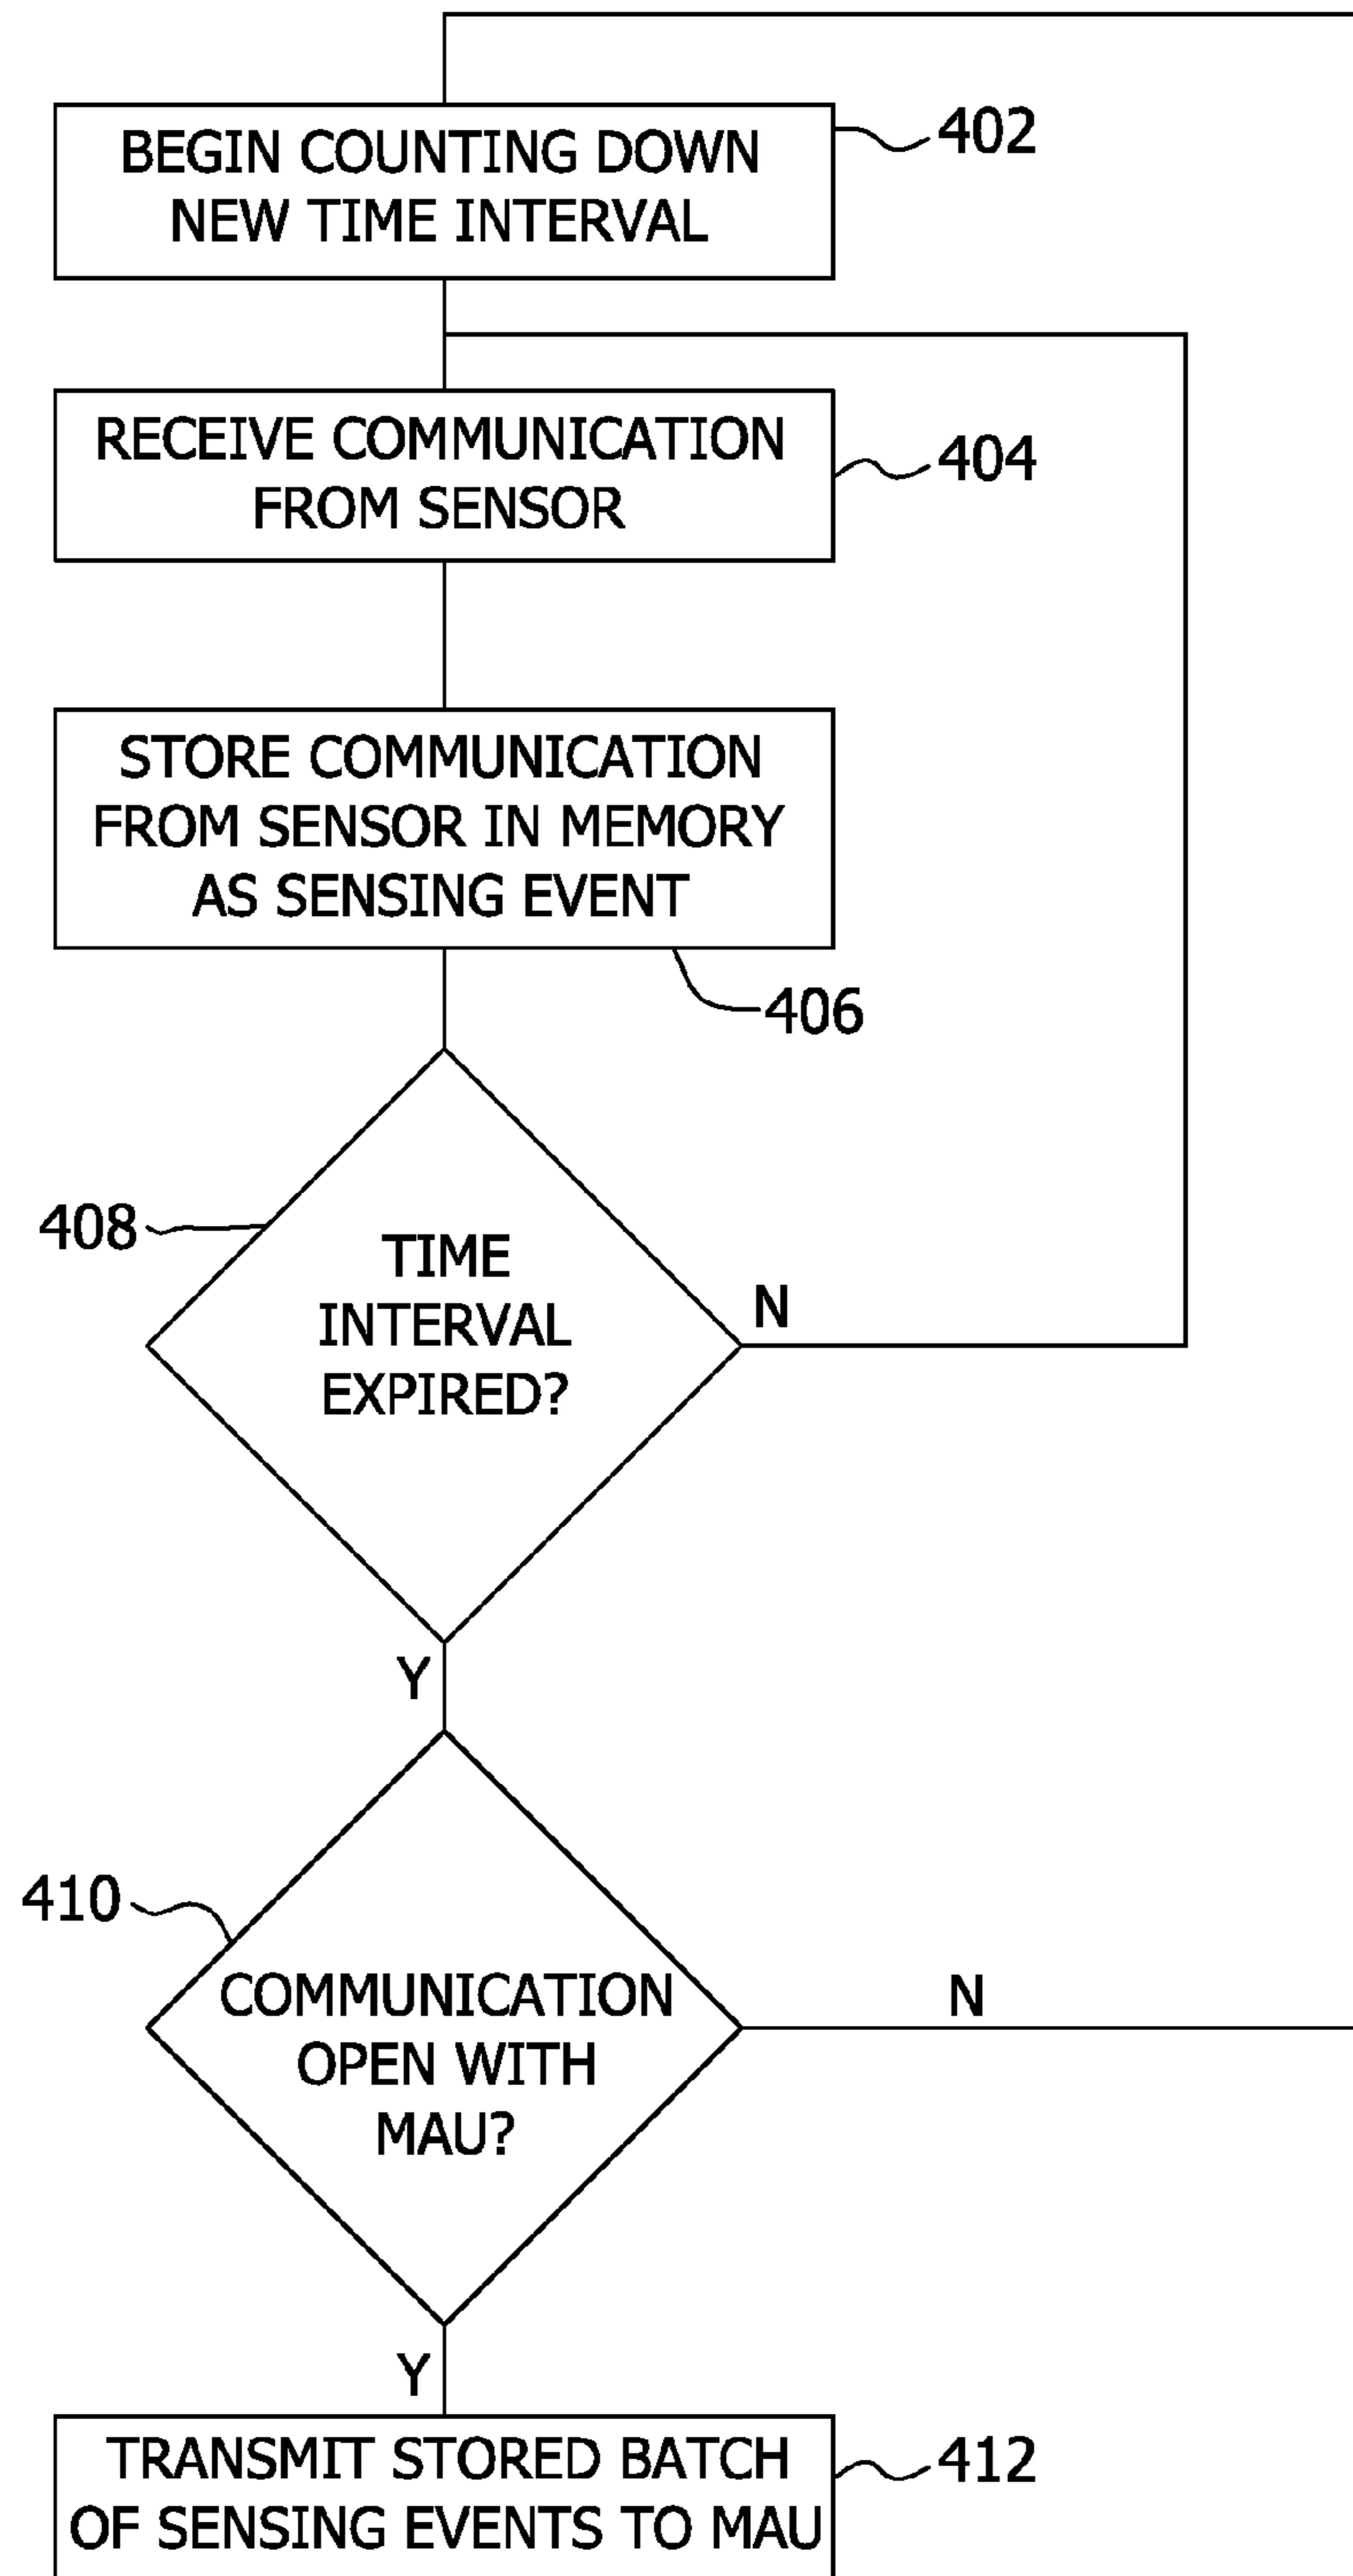 BEGIN COUNTING DOWN
NEW TIME INTERVAL
402
RECEIVE COMMUNICATION
FROM SENSOR
404
STORE COMMUNICATION
FROM SENSOR IN MEMORY
AS SENSING EVENT
406
408
TIME
INTERVAL
EXPIRED?
N
Y
410
COMMUNICATION
OPEN WITH
MAU?
N
Y
TRANSMIT STORED BATCH
OF SENSING EVENTS TO MAU
412